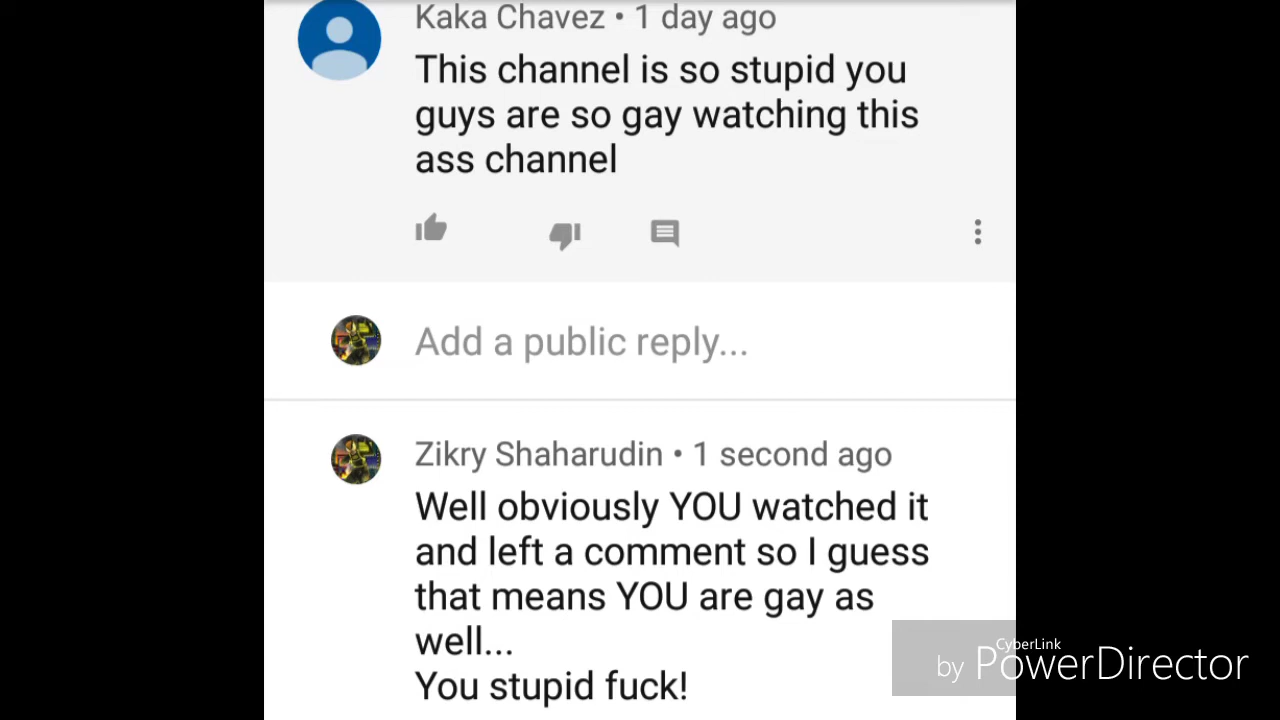 Kaka Chavez • 1 day ago
This channel is so stupid you
guys are so gay watching this
ass channel
Add a public reply...
Zikry Shaharudin • 1 second ago
Well obviously YOU watched it
and left a comment so I guess
that means YOU are gay as
well...
You stupid fuck!
CyberLink
by PowerDirector